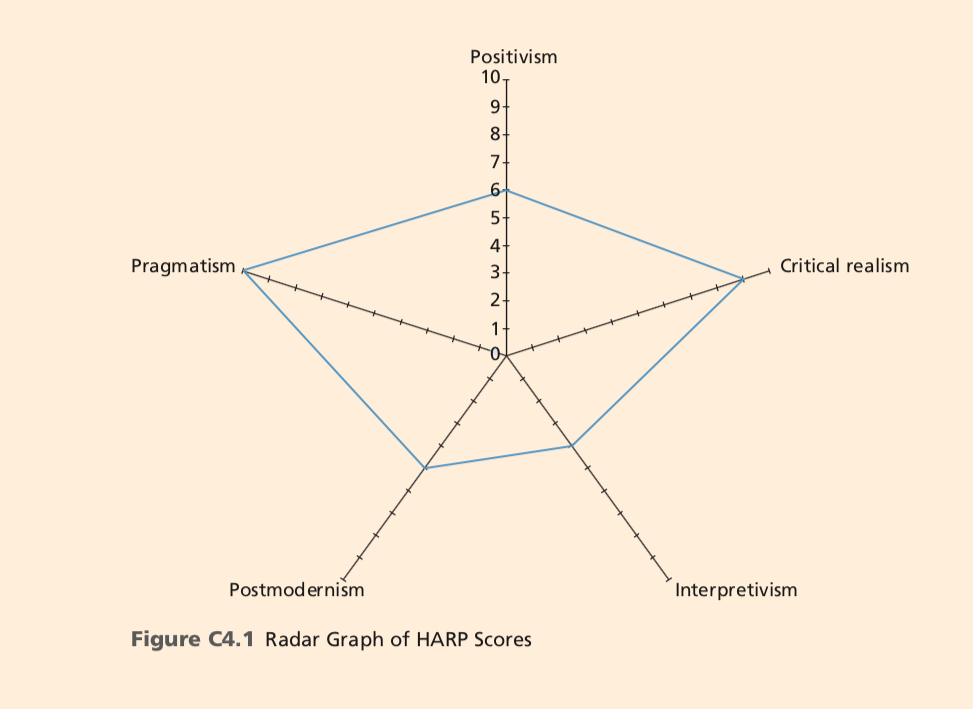 Positivism
10
9
8
7
6
5
4
3
2
1
0
Pragmatism
Critical realism
Postmodernism
Interpretivism
Figure C4.1 Radar Graph of HARP Scores